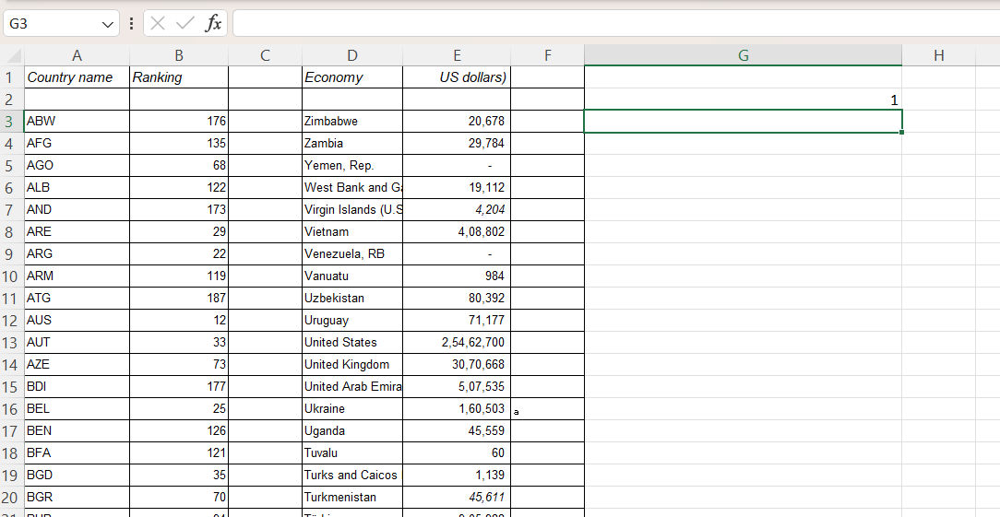 G3 fx
A B C D E F G H
1 Country name Ranking Economy US dollars)
2 1
3 ABW 176 Zimbabwe 20,678
4 AFG 135 Zambia 29,784
5 AGO 68 Yemen, Rep. -
6 ALB 122 West Bank and Ga 19,112
7 AND 173 Virgin Islands (U.S 4,204
8 ARE 29 Vietnam 4,08,802
9 ARG 22 Venezuela, RB -
10 ARM 119 Vanuatu 984
11 ATG 187 Uzbekistan 80,392
12 AUS 12 Uruguay 71,177
13 AUT 33 United States 2,54,62,700
14 AZE 73 United Kingdom 30,70,668
15 BDI 177 United Arab Emira 5,07,535
16 BEL 25 Ukraine 1,60,503 a
17 BEN 126 Uganda 45,559
18 BFA 121 Tuvalu 60
19 BGD 35 Turks and Caicos 1,139
20 BGR 70 Turkmenistan 45,611